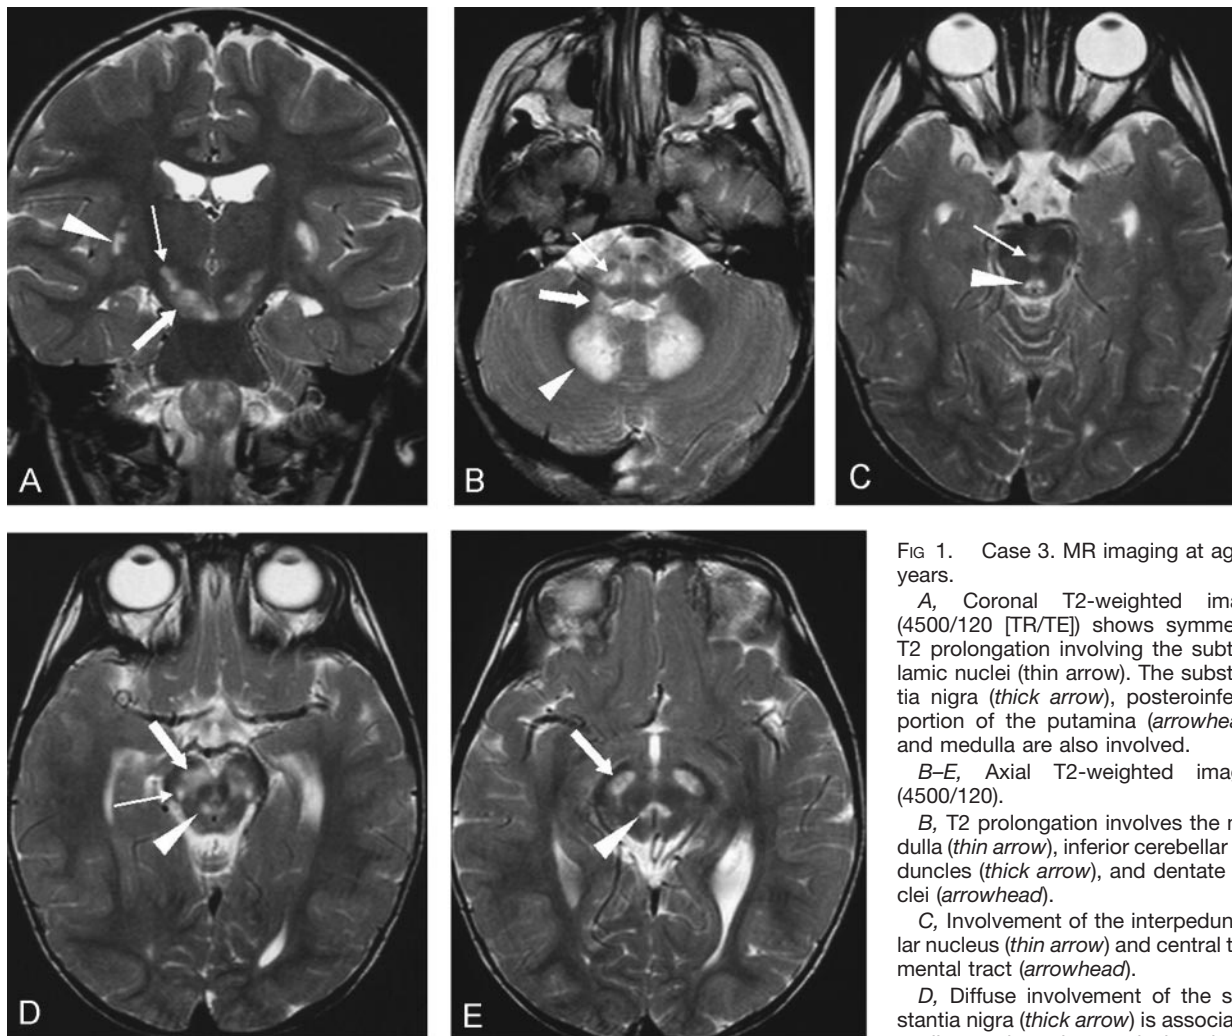 A
B
C
D
E
FIG 1. Case 3. MR imaging at ag
years.
A, Coronal T2-weighted ima
(4500/120 [TR/TE]) shows symme
T2 prolongation involving the subt
lamic nuclei (thin arrow). The subst
tia nigra (thick arrow), posteroinfe
portion of the putamina (arrowhea
and medulla are also involved.
B–E, Axial T2-weighted ima
(4500/120).
B, T2 prolongation involves the m
dulla (thin arrow), inferior cerebellar
duncles (thick arrow), and dentate
clei (arrowhead).
C, Involvement of the interpedun
lar nucleus (thin arrow) and central t
mental tract (arrowhead).
D, Diffuse involvement of the s
stantia nigra (thick arrow) is associa